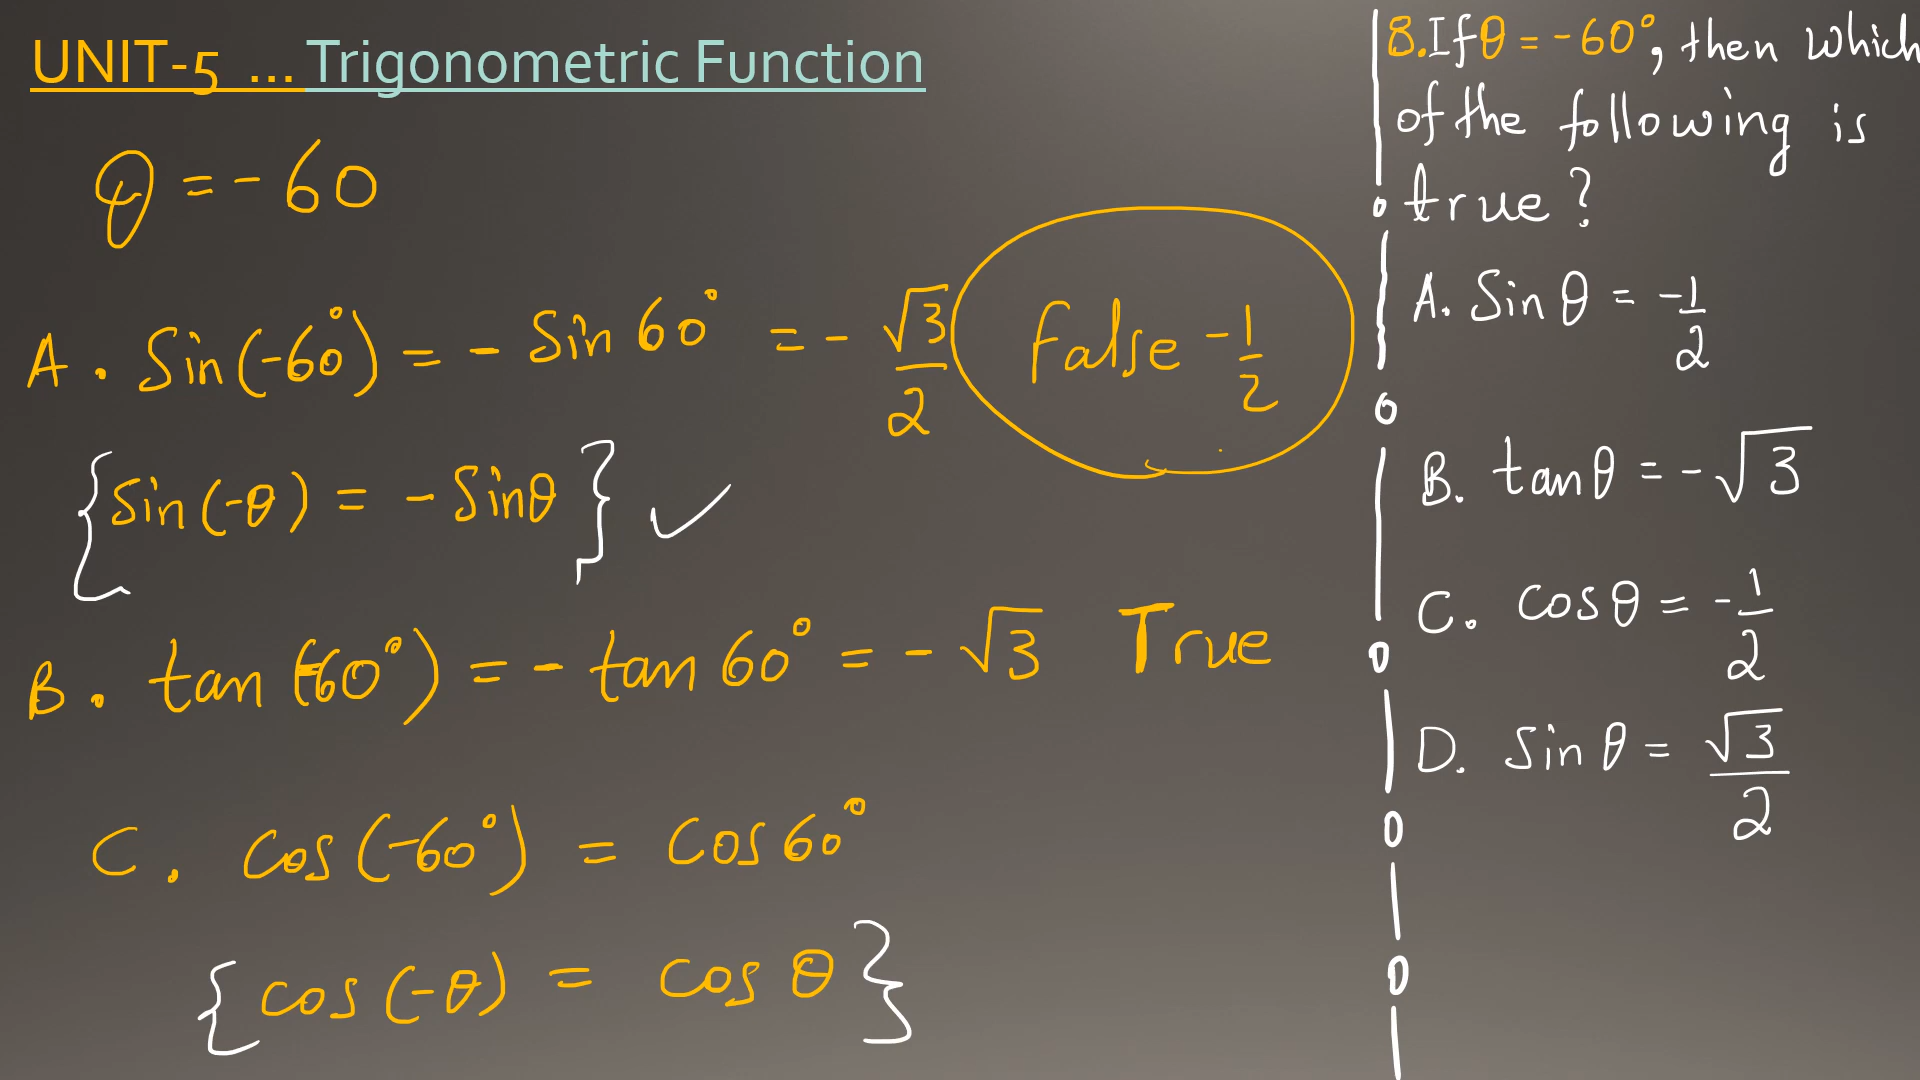 UNIT-5 ... Trigonometric Function
θ = -60
A. Sin(-60°) = - Sin 60° = - √3/2 False -1/2
{Sin(-θ) = - Sinθ} ✓
B. tan(-60°) = - tan 60° = - √3 True
C. Cos(-60°) = Cos 60°
{cos(-θ) = cos θ}
8. If θ = -60°, then which
of the following is
true?
A. Sin θ = -1/2
B. tan θ = -√3
C. cos θ = -1/2
D. Sin θ = √3/2